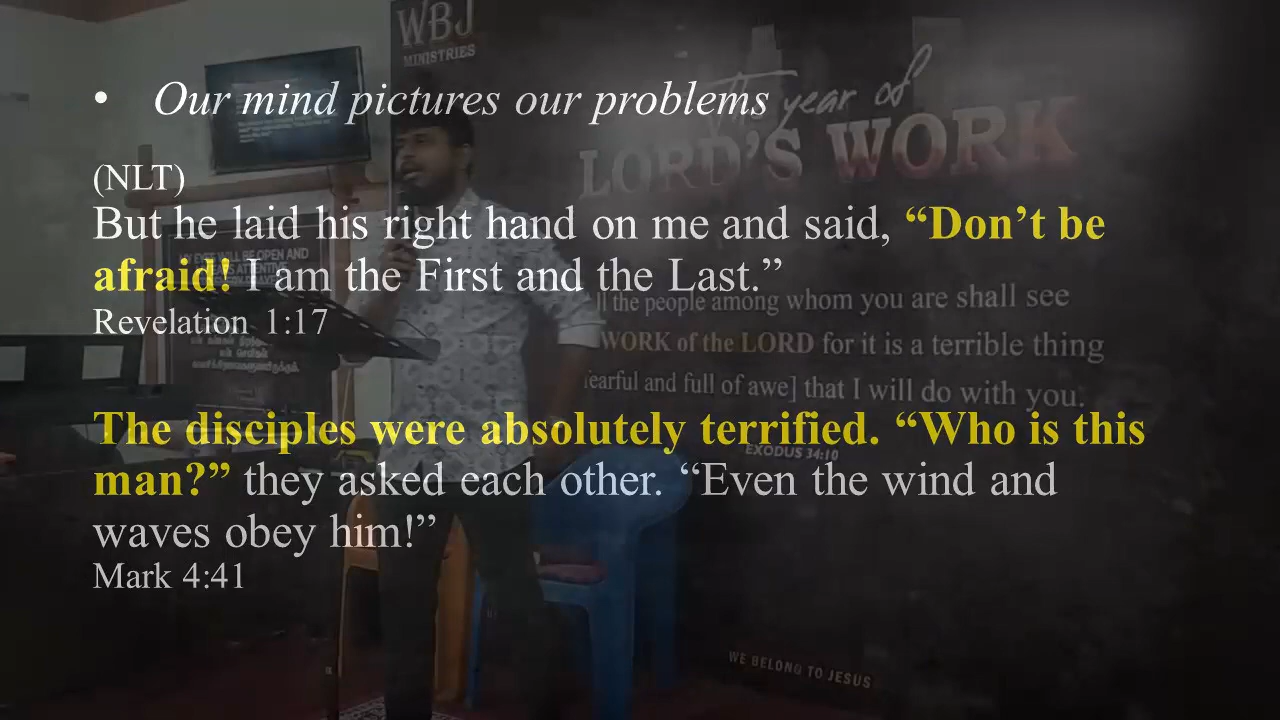 WBJ
MINISTRIES
• Our mind pictures our problems
the year of
LORD'S WORK
(NLT)
But he laid his right hand on me and said, “Don’t be
afraid! I am the First and the Last.”
Revelation 1:17
all the people among whom you are shall see
WORK of the LORD for it is a terrible thing
fearful and full of awe] that I will do with you.
EXODUS 34:10
The disciples were absolutely terrified. “Who is this
man?” they asked each other. “Even the wind and
waves obey him!”
Mark 4:41
WE BELONG TO JESUS